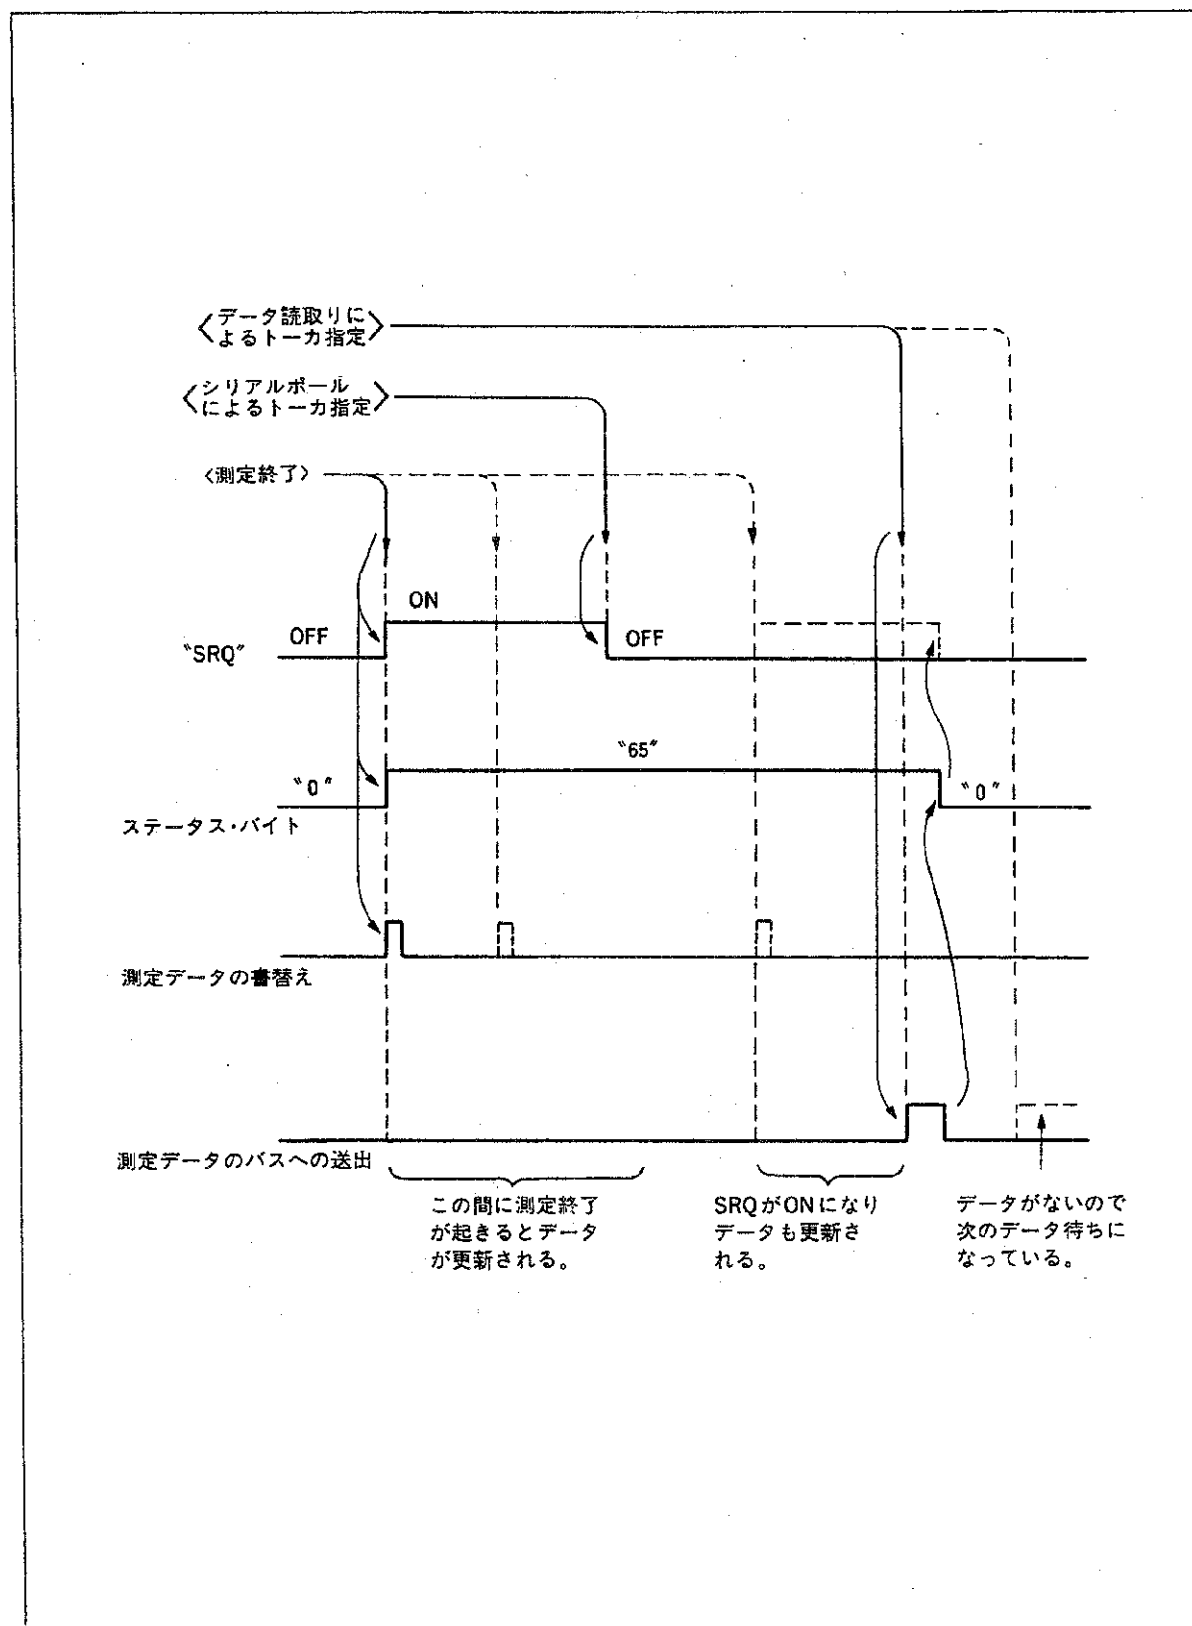 〈データ読取りに
よるトーカ指定〉
〈シリアルポール
によるトーカ指定〉
〈測定終了〉
ON
OFF
OFF
"SRQ"
"65"
"0"
"0"
ステータス・バイト
測定データの書替え
測定データのバスへの送出
この間に測定終了
が起きるとデータ
が更新される。
SRQがONになり
データも更新さ
れる。
データがないので
次のデータ待ちに
なっている。